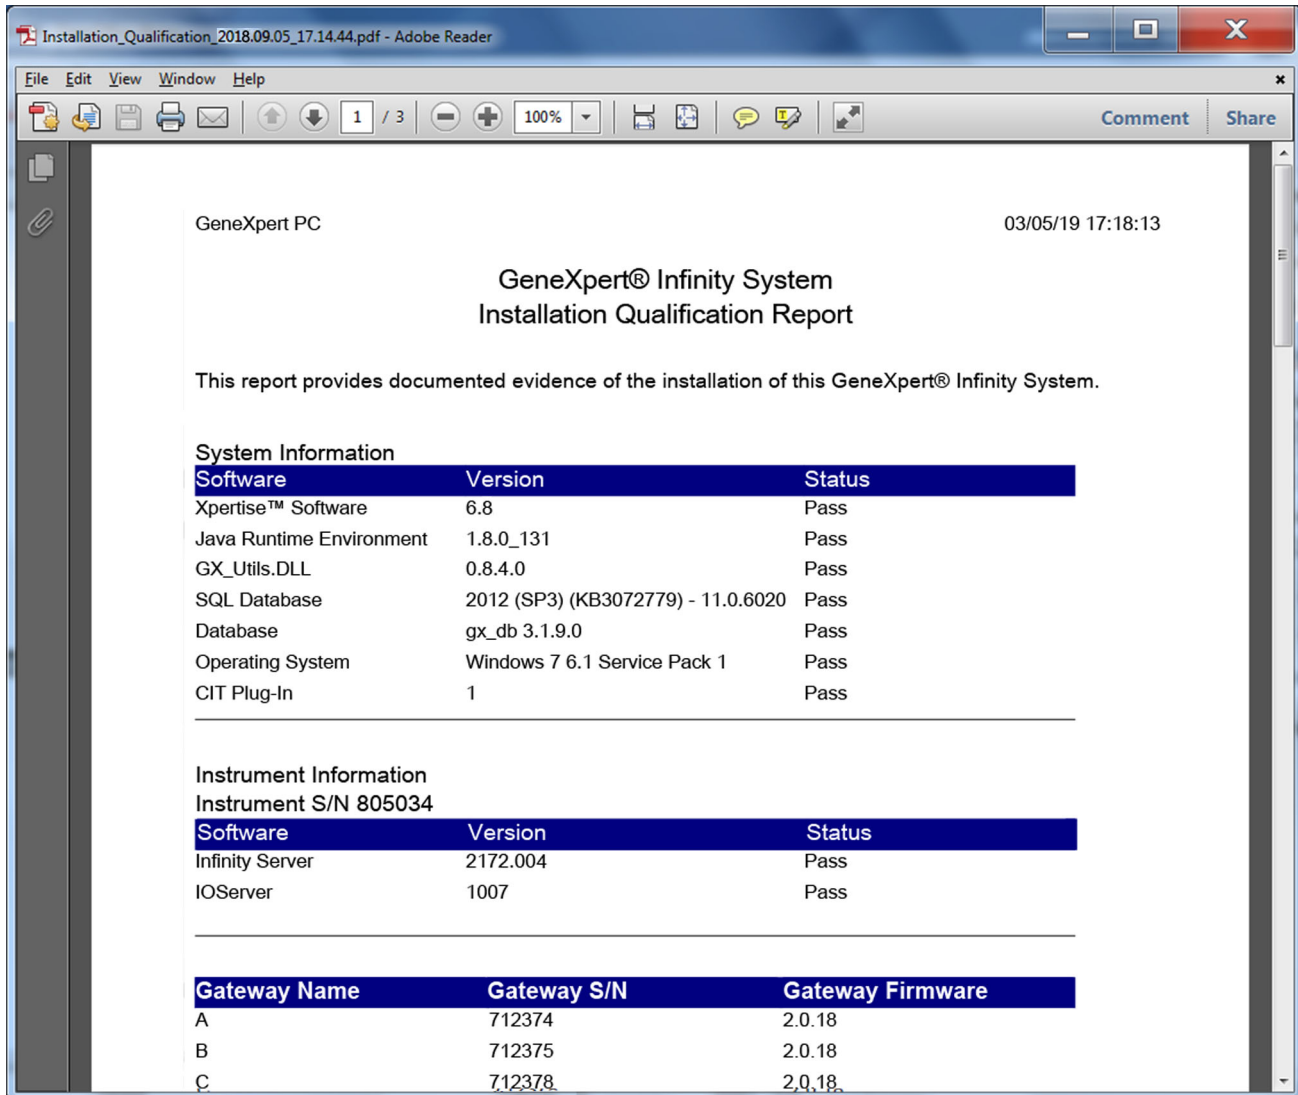 Installation_Qualification_2018.09.05_17.14.44.pdf - Adobe Reader
File Edit View Window Help
1 / 3 100% Comment Share
GeneXpert PC 03/05/19 17:18:13
GeneXpert® Infinity System
Installation Qualification Report
This report provides documented evidence of the installation of this GeneXpert® Infinity System.
System Information
Software Version Status
Xpertise™ Software 6.8 Pass
Java Runtime Environment 1.8.0_131 Pass
GX_Utils.DLL 0.8.4.0 Pass
SQL Database 2012 (SP3) (KB3072779) - 11.0.6020 Pass
Database gx_db 3.1.9.0 Pass
Operating System Windows 7 6.1 Service Pack 1 Pass
CIT Plug-In 1 Pass
Instrument Information
Instrument S/N 805034
Software Version Status
Infinity Server 2172.004 Pass
IOServer 1007 Pass
Gateway Name Gateway S/N Gateway Firmware
A 712374 2.0.18
B 712375 2.0.18
C 712378 2.0.18